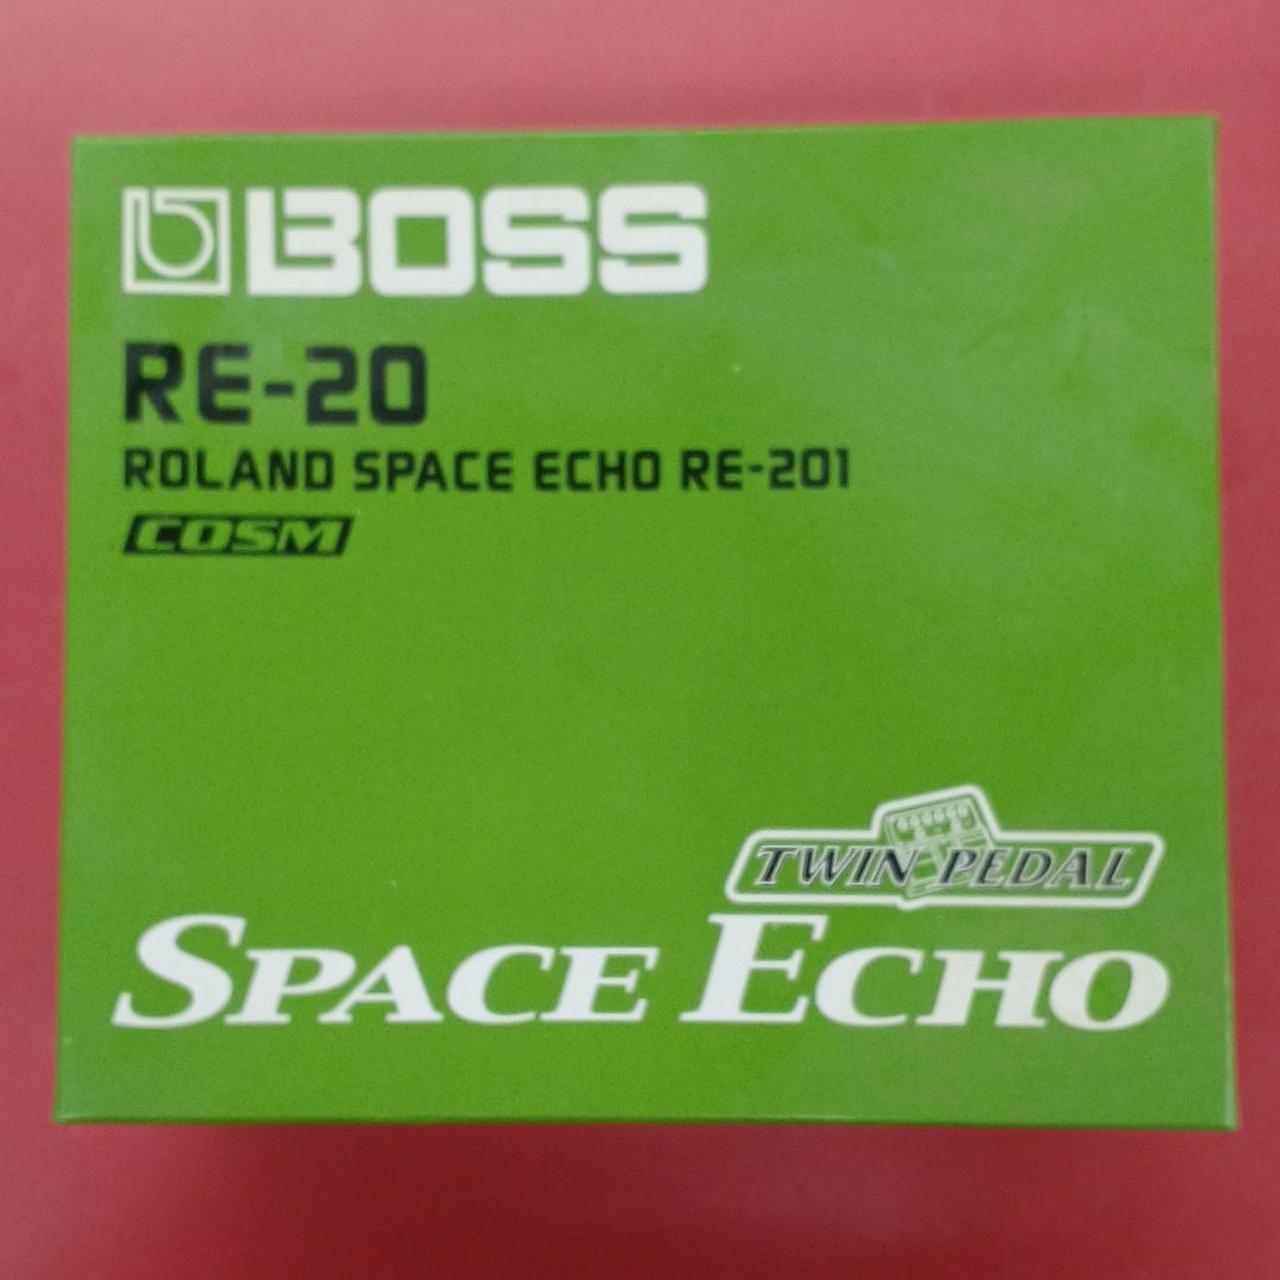 BOSS
RE-20
ROLAND SPACE ECHO RE-201
COSM
TWIN PEDAL
SPACE ECHO